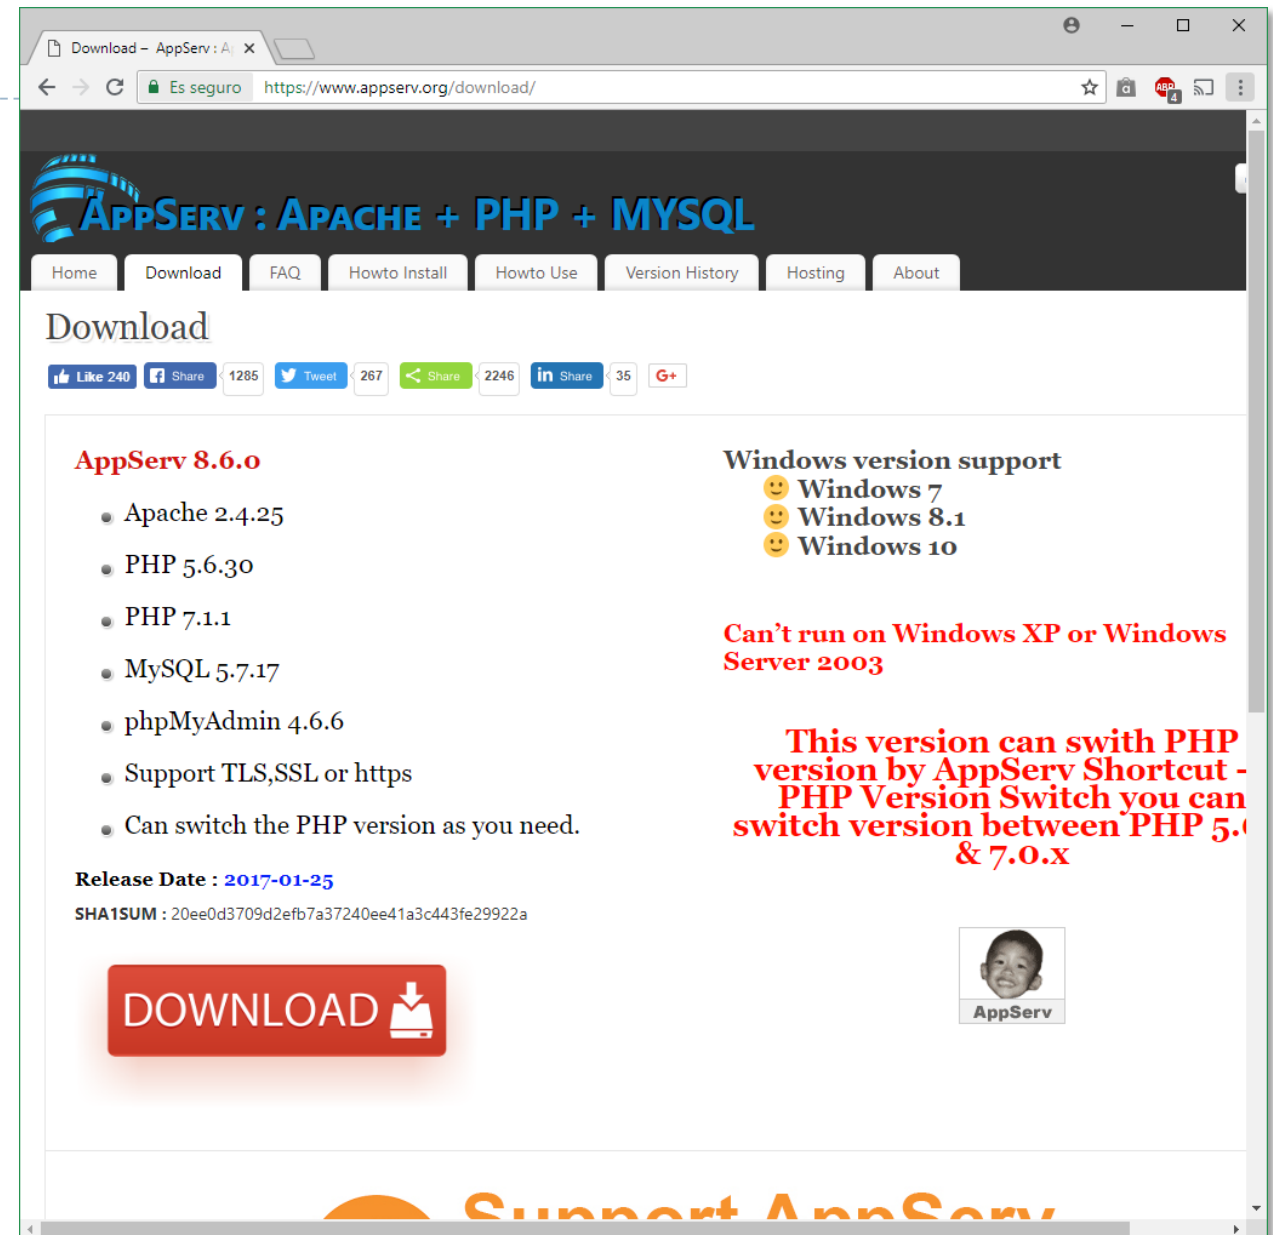 Download – AppServ : A
Es seguro https://www.appserv.org/download/
ABP
4
APPSERV : APACHE + PHP + MYSQL
Home Download FAQ Howto Install Howto Use Version History Hosting About
Download
Like 240 Share 1285 Tweet 267 Share 2246 in Share 35 G+
AppServ 8.6.0
Apache 2.4.25
PHP 5.6.30
PHP 7.1.1
MySQL 5.7.17
phpMyAdmin 4.6.6
Support TLS,SSL or https
Can switch the PHP version as you need.
Release Date : 2017-01-25
SHA1SUM : 20ee0d3709d2efb7a37240ee41a3c443fe29922a
DOWNLOAD
Windows version support
Windows 7
Windows 8.1
Windows 10
Can't run on Windows XP or Windows
Server 2003
This version can swith PHP
version by AppServ Shortcut -
PHP Version Switch you can
switch version between PHP 5.
& 7.0.x
AppServ
Support AppServ